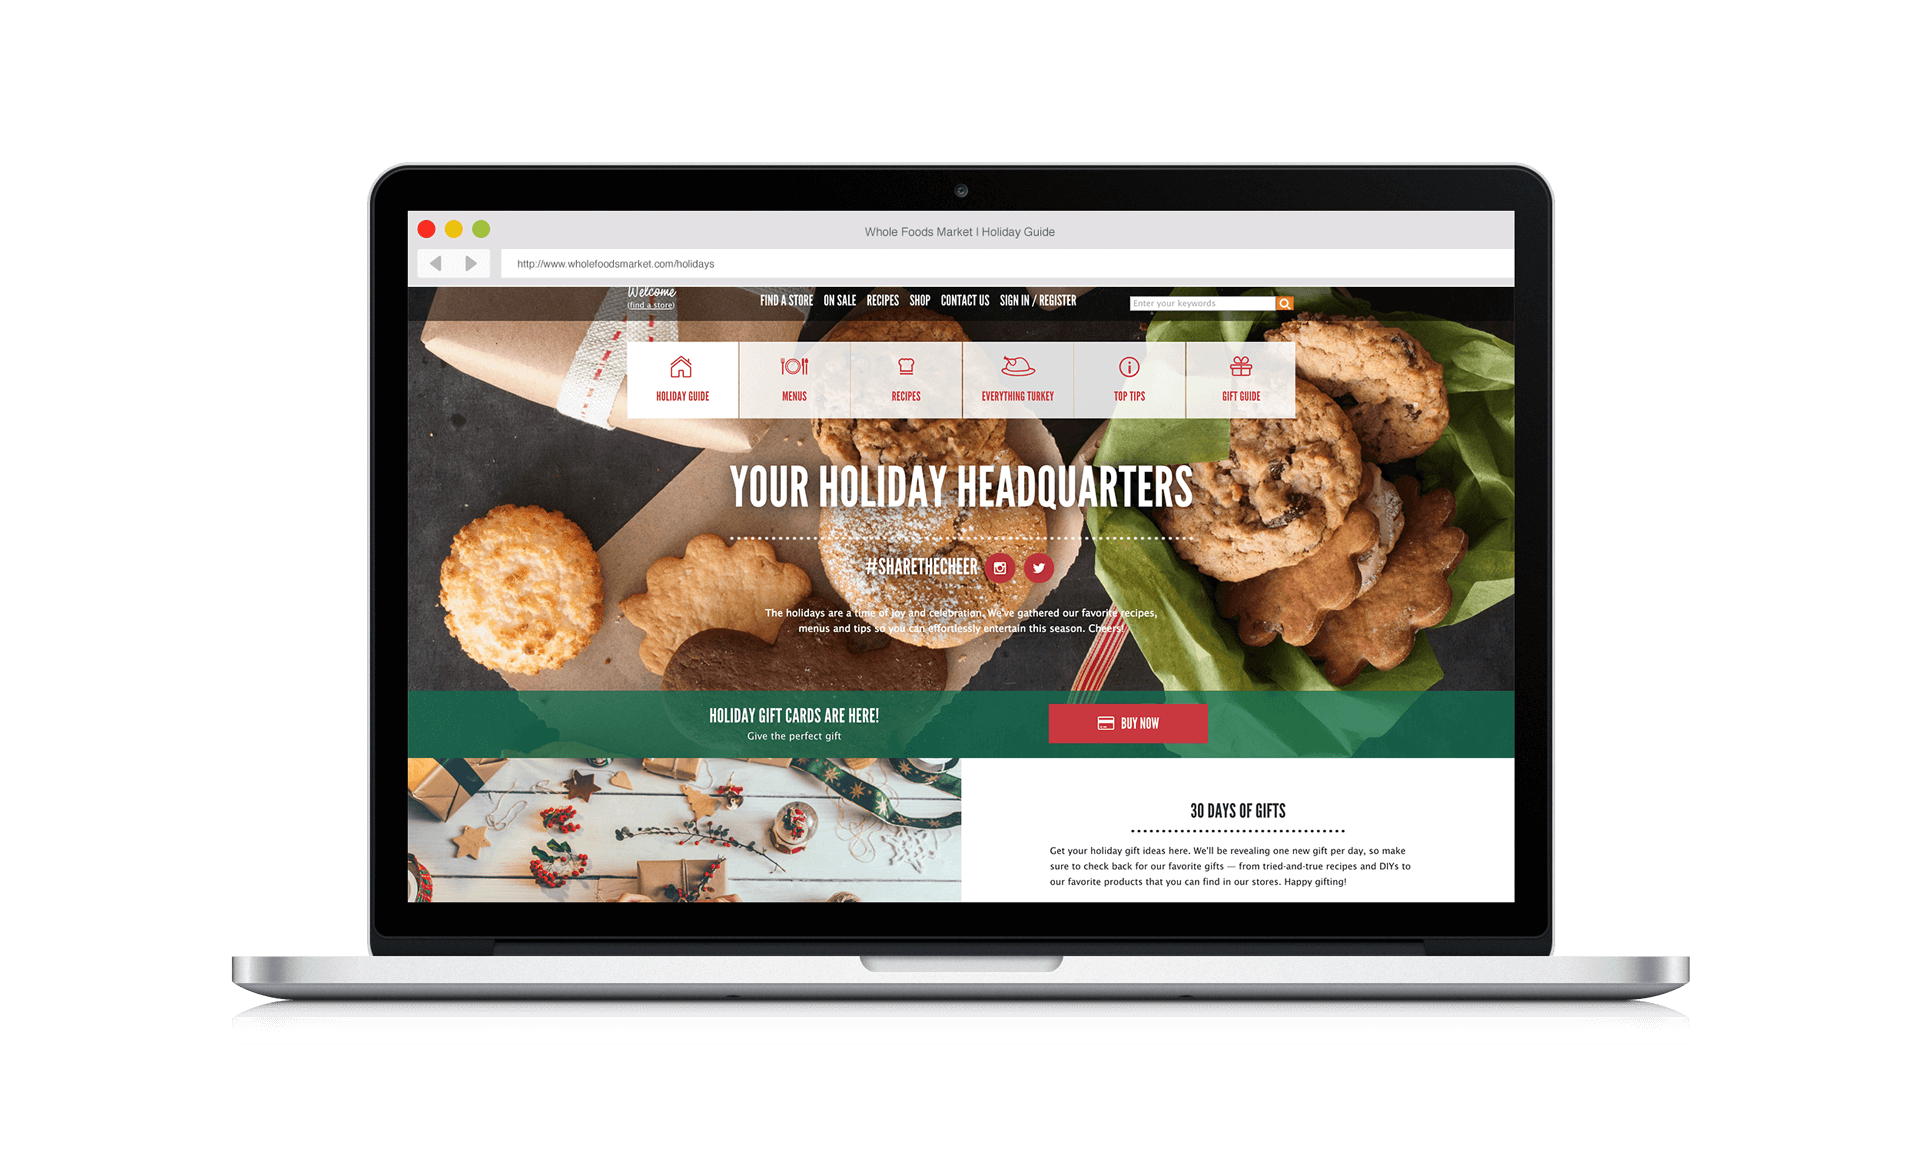 Whole Foods Market | Holiday Guide
http://www.wholefoodsmarket.com/holidays
Welcome
(find a store)
FIND A STORE ON SALE RECIPES SHOP CONTACT US SIGN IN / REGISTER
Enter your keywords
HOLIDAY GUIDE MENUS RECIPES EVERYTHING TURKEY TOP TIPS GIFT GUIDE
YOUR HOLIDAY HEADQUARTERS
#SHARETHECHEER
The holidays are a time of joy and celebration. We've gathered our favorite recipes,
menus and tips so you can effortlessly entertain this season. Cheers!
HOLIDAY GIFT CARDS ARE HERE!
Give the perfect gift
BUY NOW
30 DAYS OF GIFTS
Get your holiday gift ideas here. We'll be revealing one new gift per day, so make
sure to check back for our favorite gifts — from tried-and-true recipes and DIYs to
our favorite products that you can find in our stores. Happy gifting!